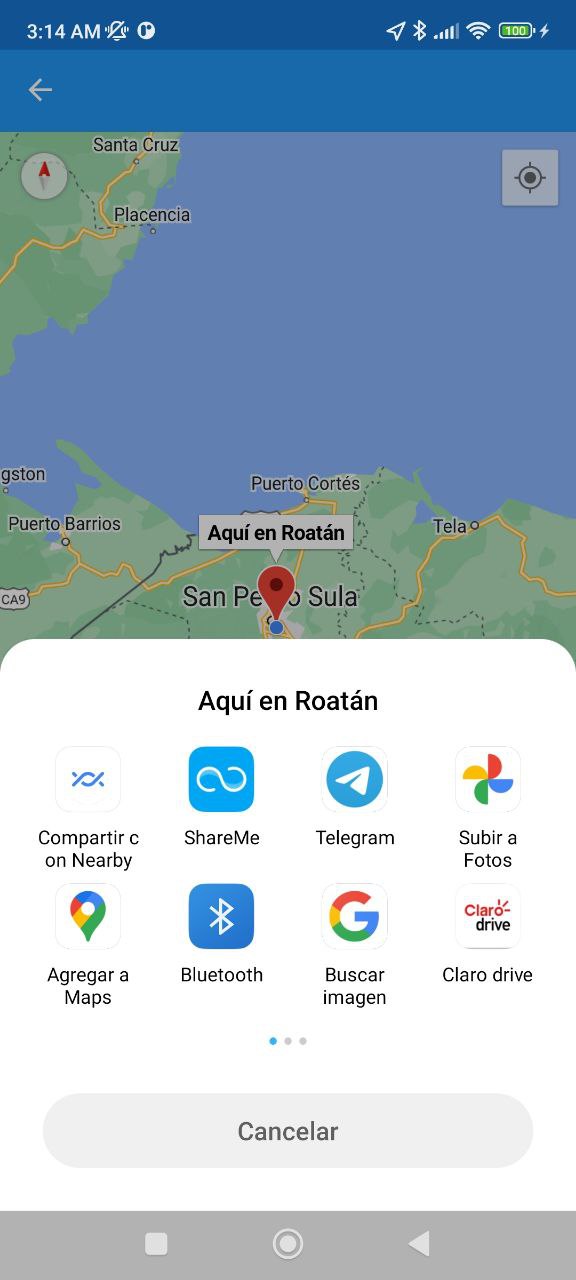 3:14 AM
100
Santa Cruz
Placencia
gston
Puerto Cortés
Puerto Barrios
Tela
Aquí en Roatán
CA9
San Pe o Sula
Aquí en Roatán
Compartir c
on Nearby
ShareMe
Telegram
Subir a
Fotos
Agregar a
Maps
Bluetooth
Buscar
imagen
Claro
drive
Claro drive
Cancelar